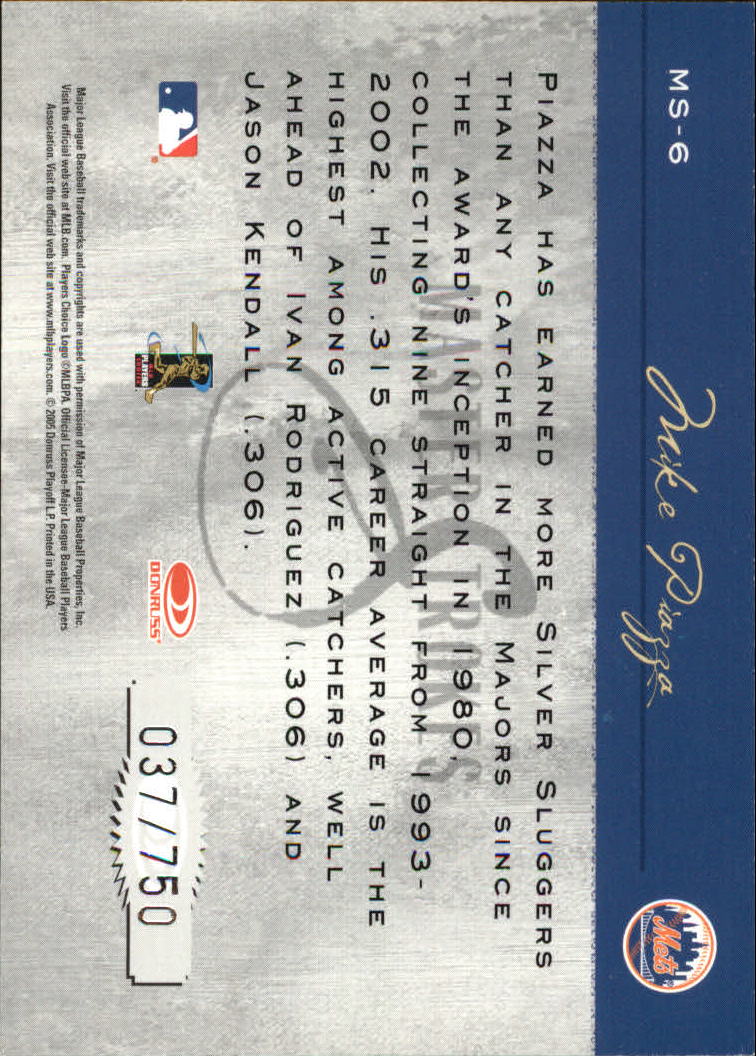 MS-6
Mike Piazza
Mets
MASTER STROKES
PIAZZA HAS EARNED MORE SILVER SLUGGERS
THAN ANY CATCHER IN THE MAJORS SINCE
THE AWARD'S INCEPTION IN 1980,
COLLECTING NINE STRAIGHT FROM 1993-
2002. HIS .315 CAREER AVERAGE IS THE
HIGHEST AMONG ACTIVE CATCHERS, WELL
AHEAD OF IVAN RODRIGUEZ (.306) AND
JASON KENDALL (.306).
PLAYERS
CHOICE
DONRUSS
037/750
Major League Baseball trademarks and copyrights are used with permission of Major League Baseball Properties, Inc.
Visit the official web site at MLB.com. Players Choice Logo ©MLBPA, Official Licensee-Major League Baseball Players
Association. Visit the official web site at www.mlbplayers.com. © 2005 Donruss Playoff L.P. Printed in the USA.